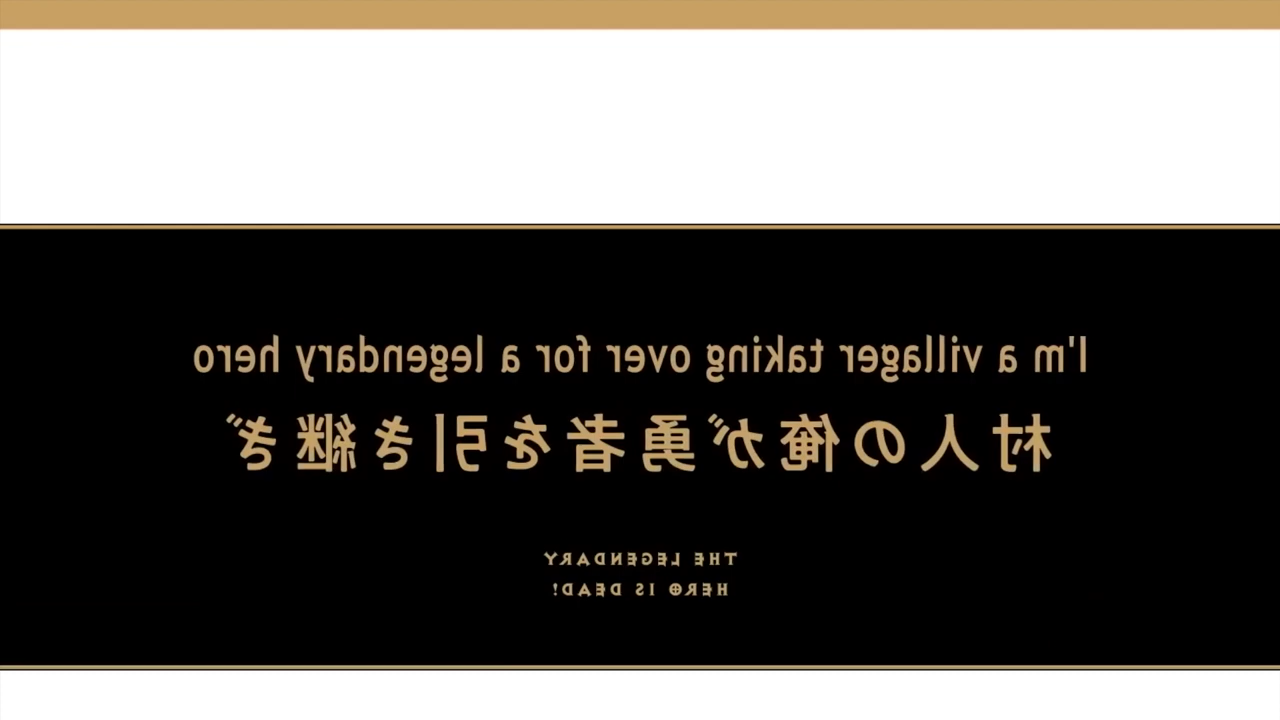 I'm a villager taking over for a legendary hero
村人の俺が勇者を引き継ぎ
THE LEGENDARY
HERO IS DEAD!